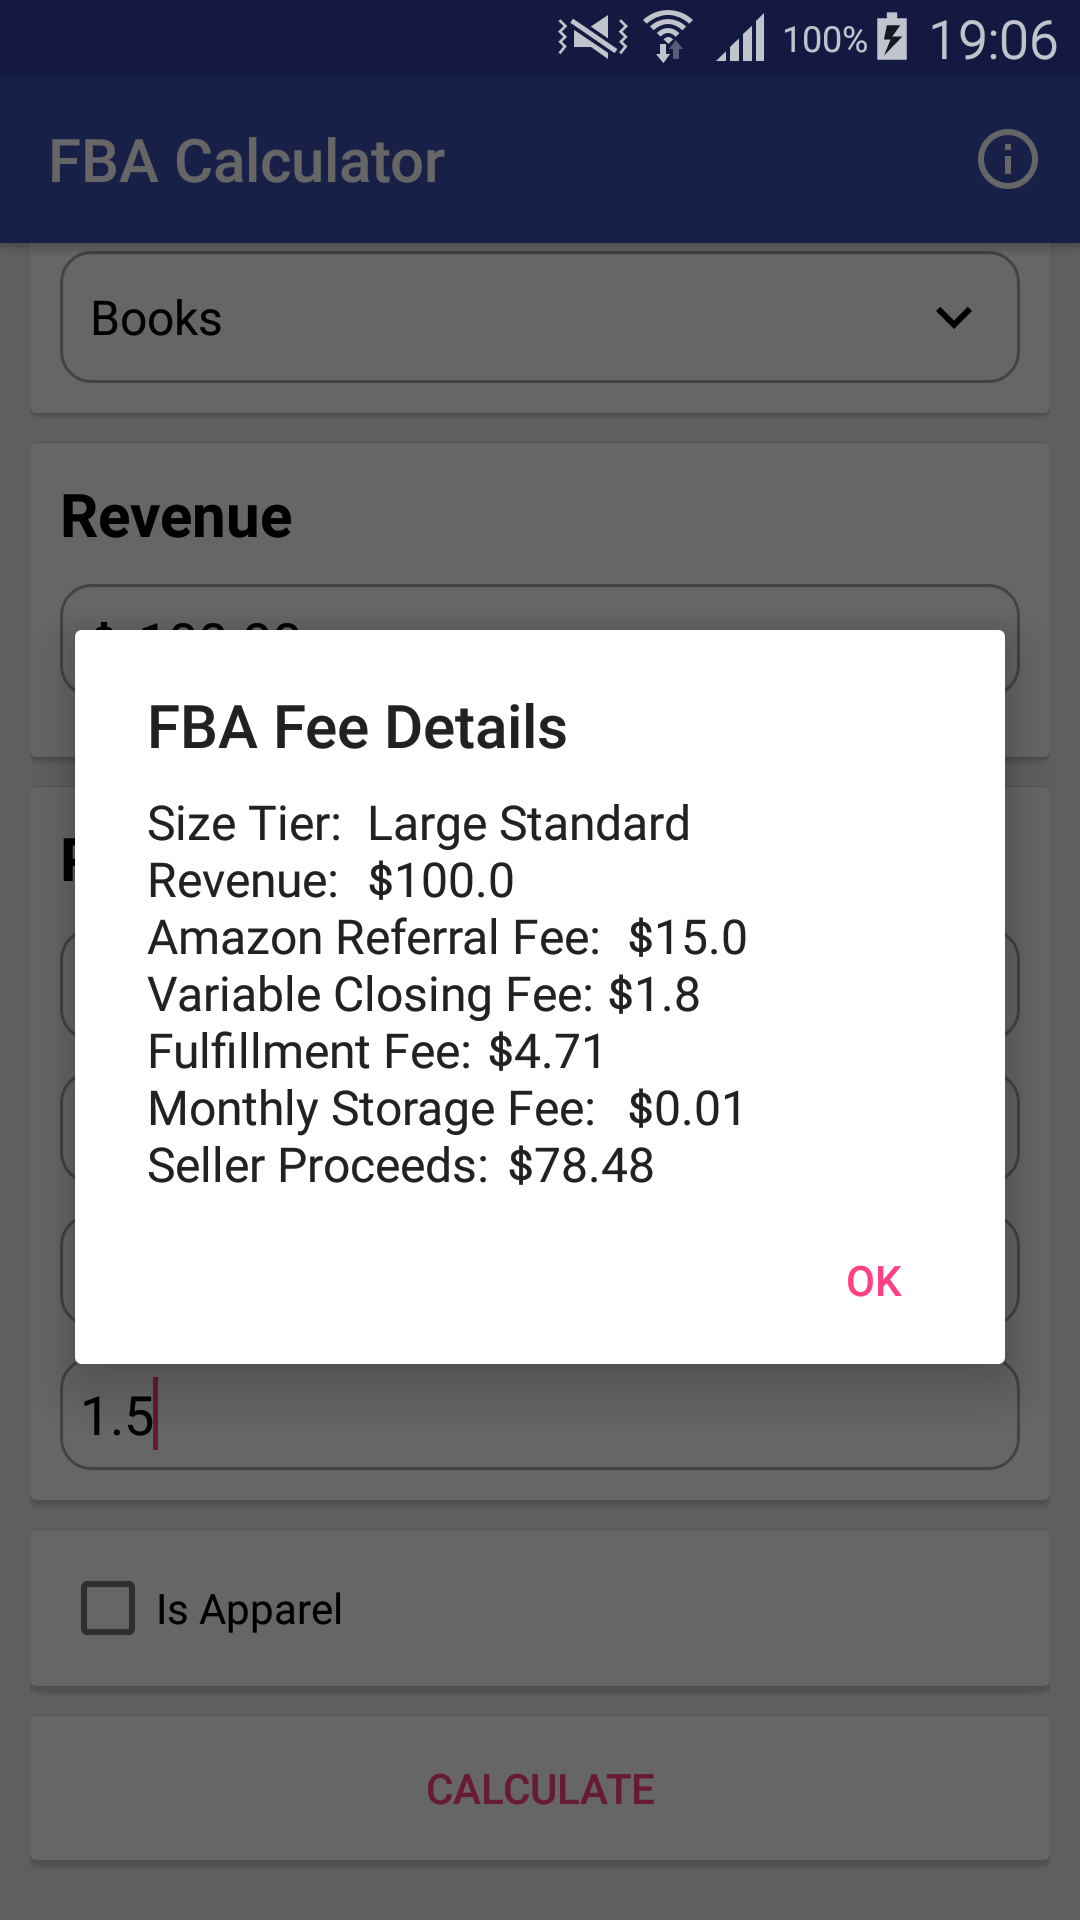 100% 19:06
FBA Calculator
Books
Revenue
FBA Fee Details
Size Tier: Large Standard
Revenue: $100.0
Amazon Referral Fee: $15.0
Variable Closing Fee: $1.8
Fulfillment Fee: $4.71
Monthly Storage Fee: $0.01
Seller Proceeds: $78.48
OK
1.5
Is Apparel
CALCULATE